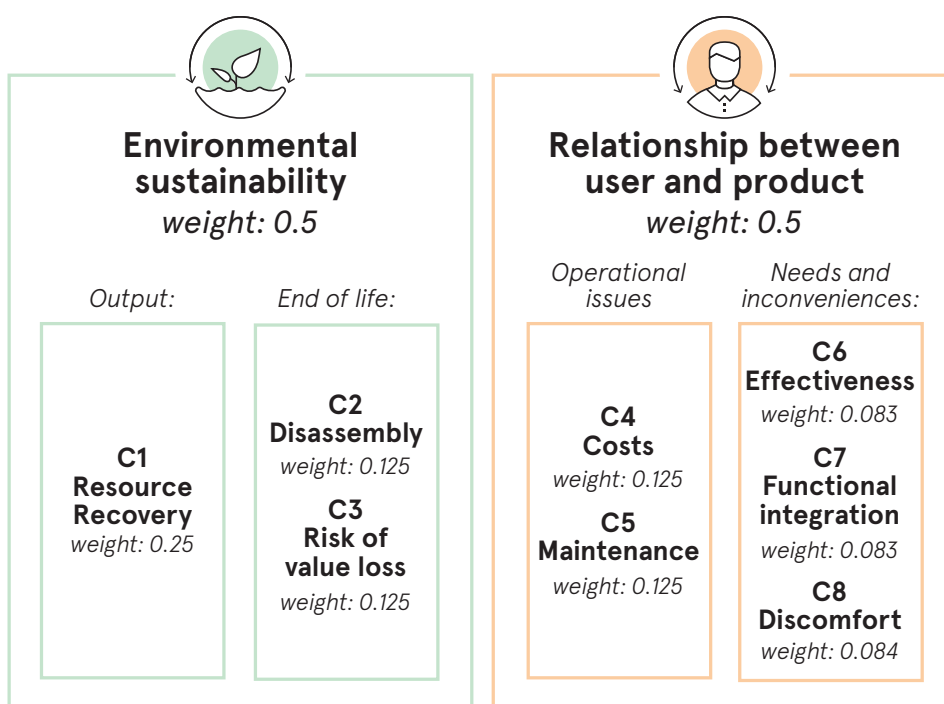 Environmental
sustainability
weight: 0.5
Output:
C1
Resource
Recovery
weight: 0.25
End of life:
C2
Disassembly
weight: 0.125
C3
Risk of
value loss
weight: 0.125
Relationship between
user and product
weight: 0.5
Operational
issues
C4
Costs
weight: 0.125
C5
Maintenance
weight: 0.125
Needs and
inconveniences:
C6
Effectiveness
weight: 0.083
C7
Functional
integration
weight: 0.083
C8
Discomfort
weight: 0.084